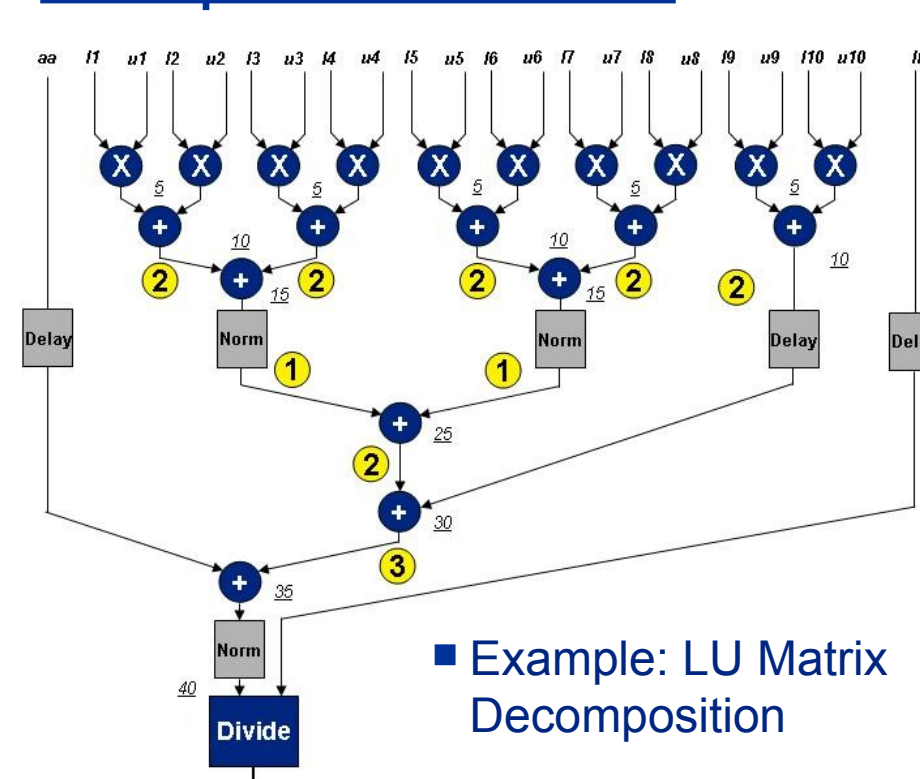 aa l1 u1 l2 u2 l3 u3 l4 u4 l5 u5 l6 u6 l7 u7 l8 u8 l9 u9 l10 u10
X X X X X X X X X X
5 5 5 5 5
+ + + + +
10 10 10
2 + 2 2 + 2 2
15 15
Delay Norm Norm Delay Del
1 1
+ 25
2
+ 30
3
+ 35
Norm
40
Divide
Example: LU Matrix
Decomposition